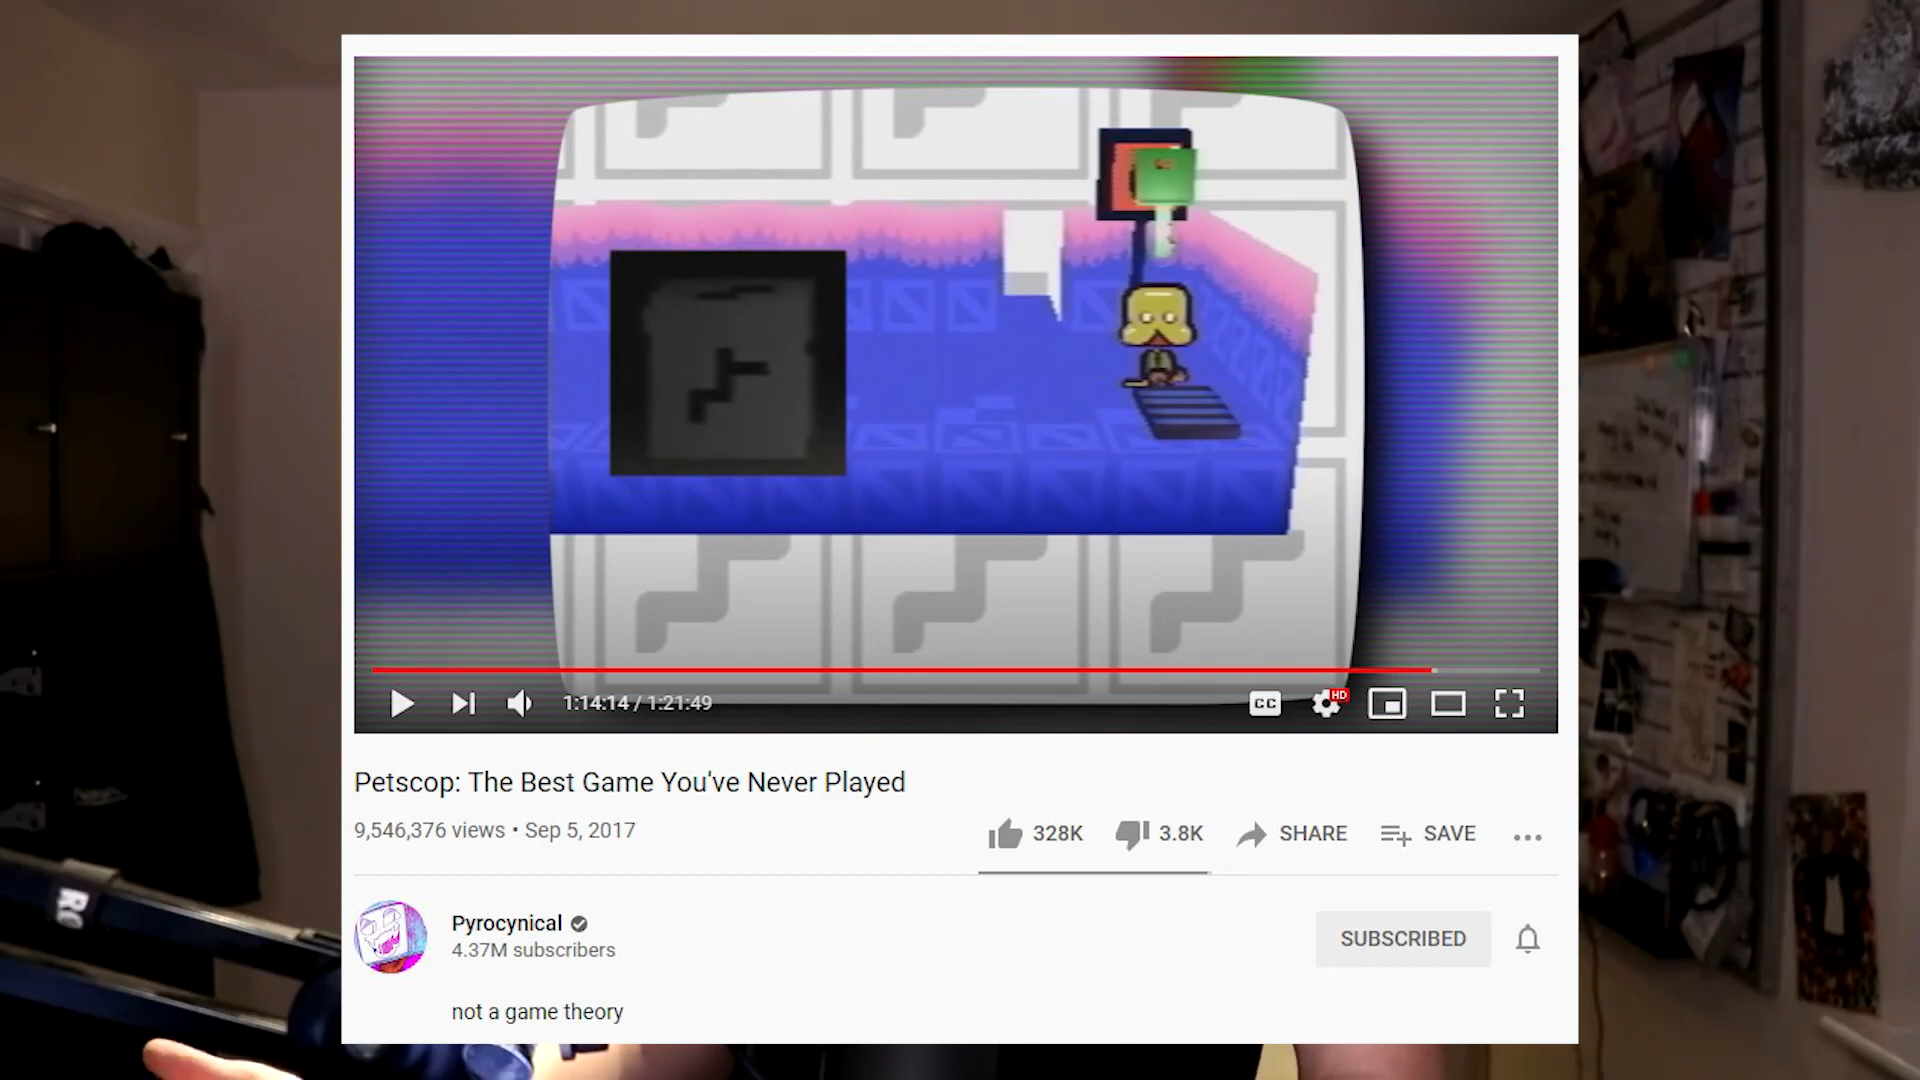 HD
CC
1:14:14 / 1:21:49
Petscop: The Best Game You've Never Played
9,546,376 views • Sep 5, 2017
328K
3.8K
SHARE
SAVE
Pyrocynical
4.37M subscribers
SUBSCRIBED
not a game theory